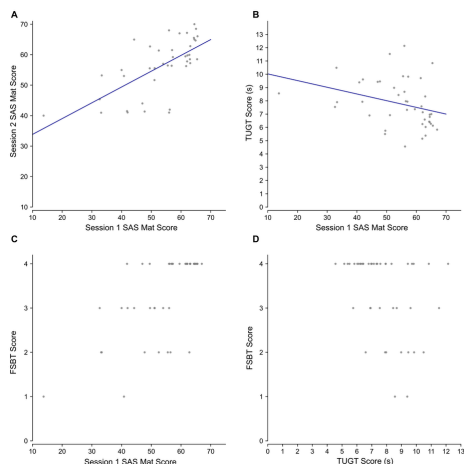 A
70
60
50
40
30
20
10
Session 2 SAS Mat Score
10 20 30 40 50 60 70
Session 1 SAS Mat Score
B
13
12
11
10
9
8
7
6
5
4
3
2
1
0
TUGT Score (s)
10 20 30 40 50 60 70
Session 1 SAS Mat Score
C
4
3
2
1
0
FSBT Score
10 20 30 40 50 60 70
Session 1 SAS Mat Score
D
4
3
2
1
0
FSBT Score
0 1 2 3 4 5 6 7 8 9 10 11 12 13
TUGT Score (s)